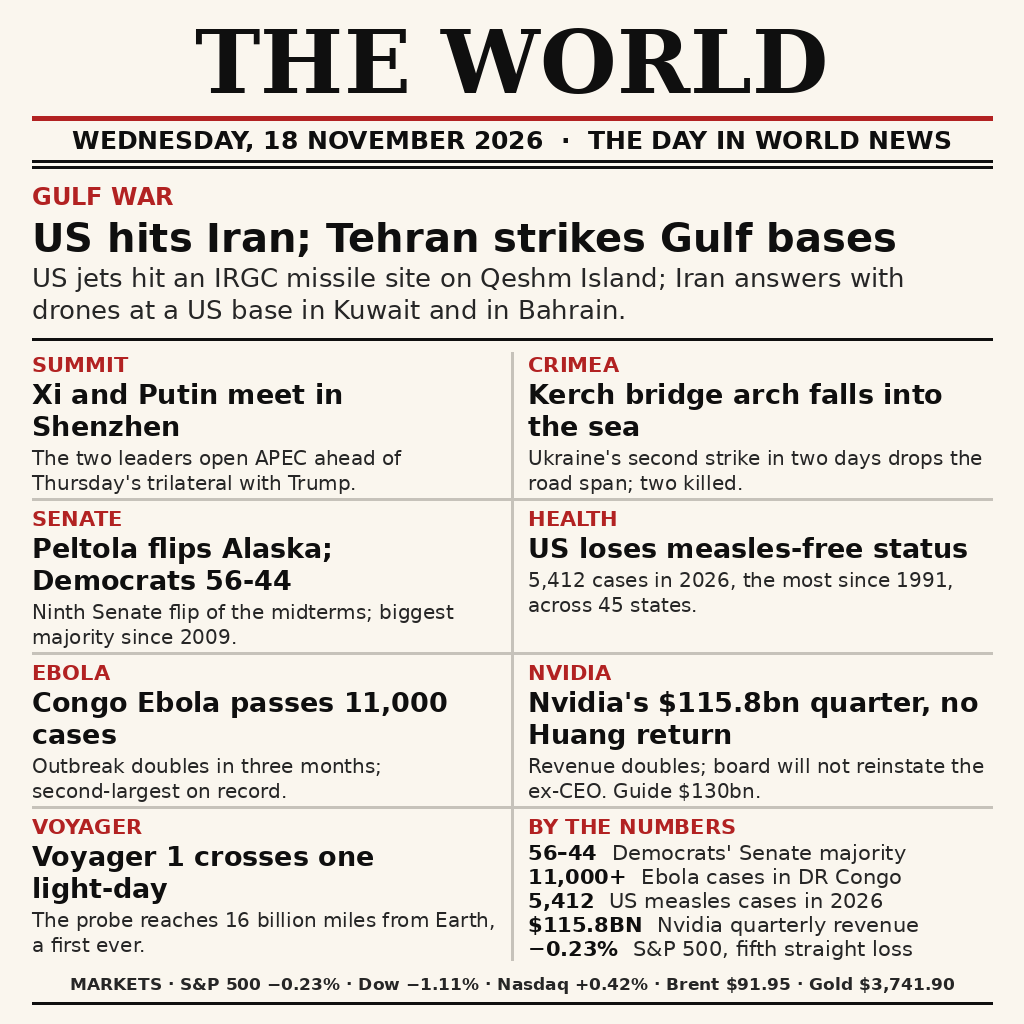 THE WORLD
WEDNESDAY, 18 NOVEMBER 2026 · THE DAY IN WORLD NEWS
GULF WAR
US hits Iran; Tehran strikes Gulf bases
US jets hit an IRGC missile site on Qeshm Island; Iran answers with
drones at a US base in Kuwait and in Bahrain.
SUMMIT
Xi and Putin meet in
Shenzhen
The two leaders open APEC ahead of
Thursday's trilateral with Trump.
CRIMEA
Kerch bridge arch falls into
the sea
Ukraine's second strike in two days drops the
road span; two killed.
SENATE
Peltola flips Alaska;
Democrats 56-44
Ninth Senate flip of the midterms; biggest
majority since 2009.
HEALTH
US loses measles-free status
5,412 cases in 2026, the most since 1991,
across 45 states.
EBOLA
Congo Ebola passes 11,000
cases
Outbreak doubles in three months;
second-largest on record.
NVIDIA
Nvidia's $115.8bn quarter, no
Huang return
Revenue doubles; board will not reinstate the
ex-CEO. Guide $130bn.
VOYAGER
Voyager 1 crosses one
light-day
The probe reaches 16 billion miles from Earth,
a first ever.
BY THE NUMBERS
56–44 Democrats' Senate majority
11,000+ Ebola cases in DR Congo
5,412 US measles cases in 2026
$115.8BN Nvidia quarterly revenue
−0.23% S&P 500, fifth straight loss
MARKETS · S&P 500 −0.23% · Dow −1.11% · Nasdaq +0.42% · Brent $91.95 · Gold $3,741.90